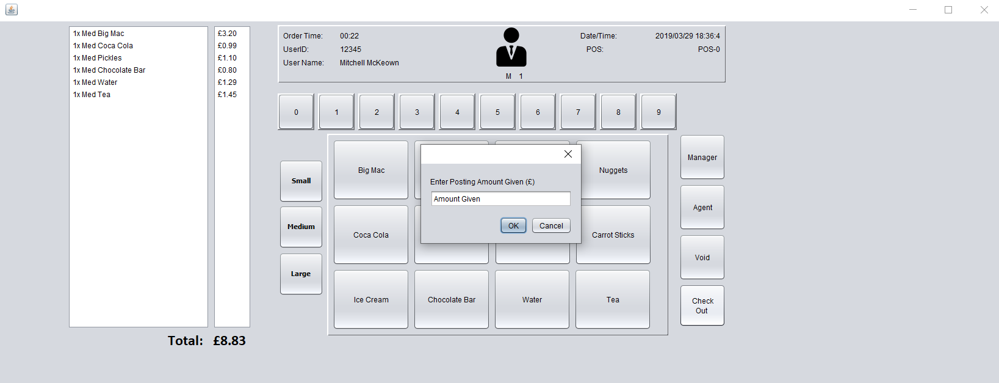 1x Med Big Mac £3.20
1x Med Coca Cola £0.99
1x Med Pickles £1.10
1x Med Chocolate Bar £0.80
1x Med Water £1.29
1x Med Tea £1.45
Total: £8.83
Order Time: 00:22
UserID: 12345
User Name: Mitchell McKeown
M 1
Date/Time: 2019/03/29 18:36:4
POS: POS-0
0 1 2 3 4 5 6 7 8 9
Small
Medium
Large
Big Mac
Nuggets
Coca Cola
Carrot Sticks
Ice Cream
Chocolate Bar
Water
Tea
Enter Posting Amount Given (£)
Amount Given
OK Cancel
Manager
Agent
Void
Check
Out